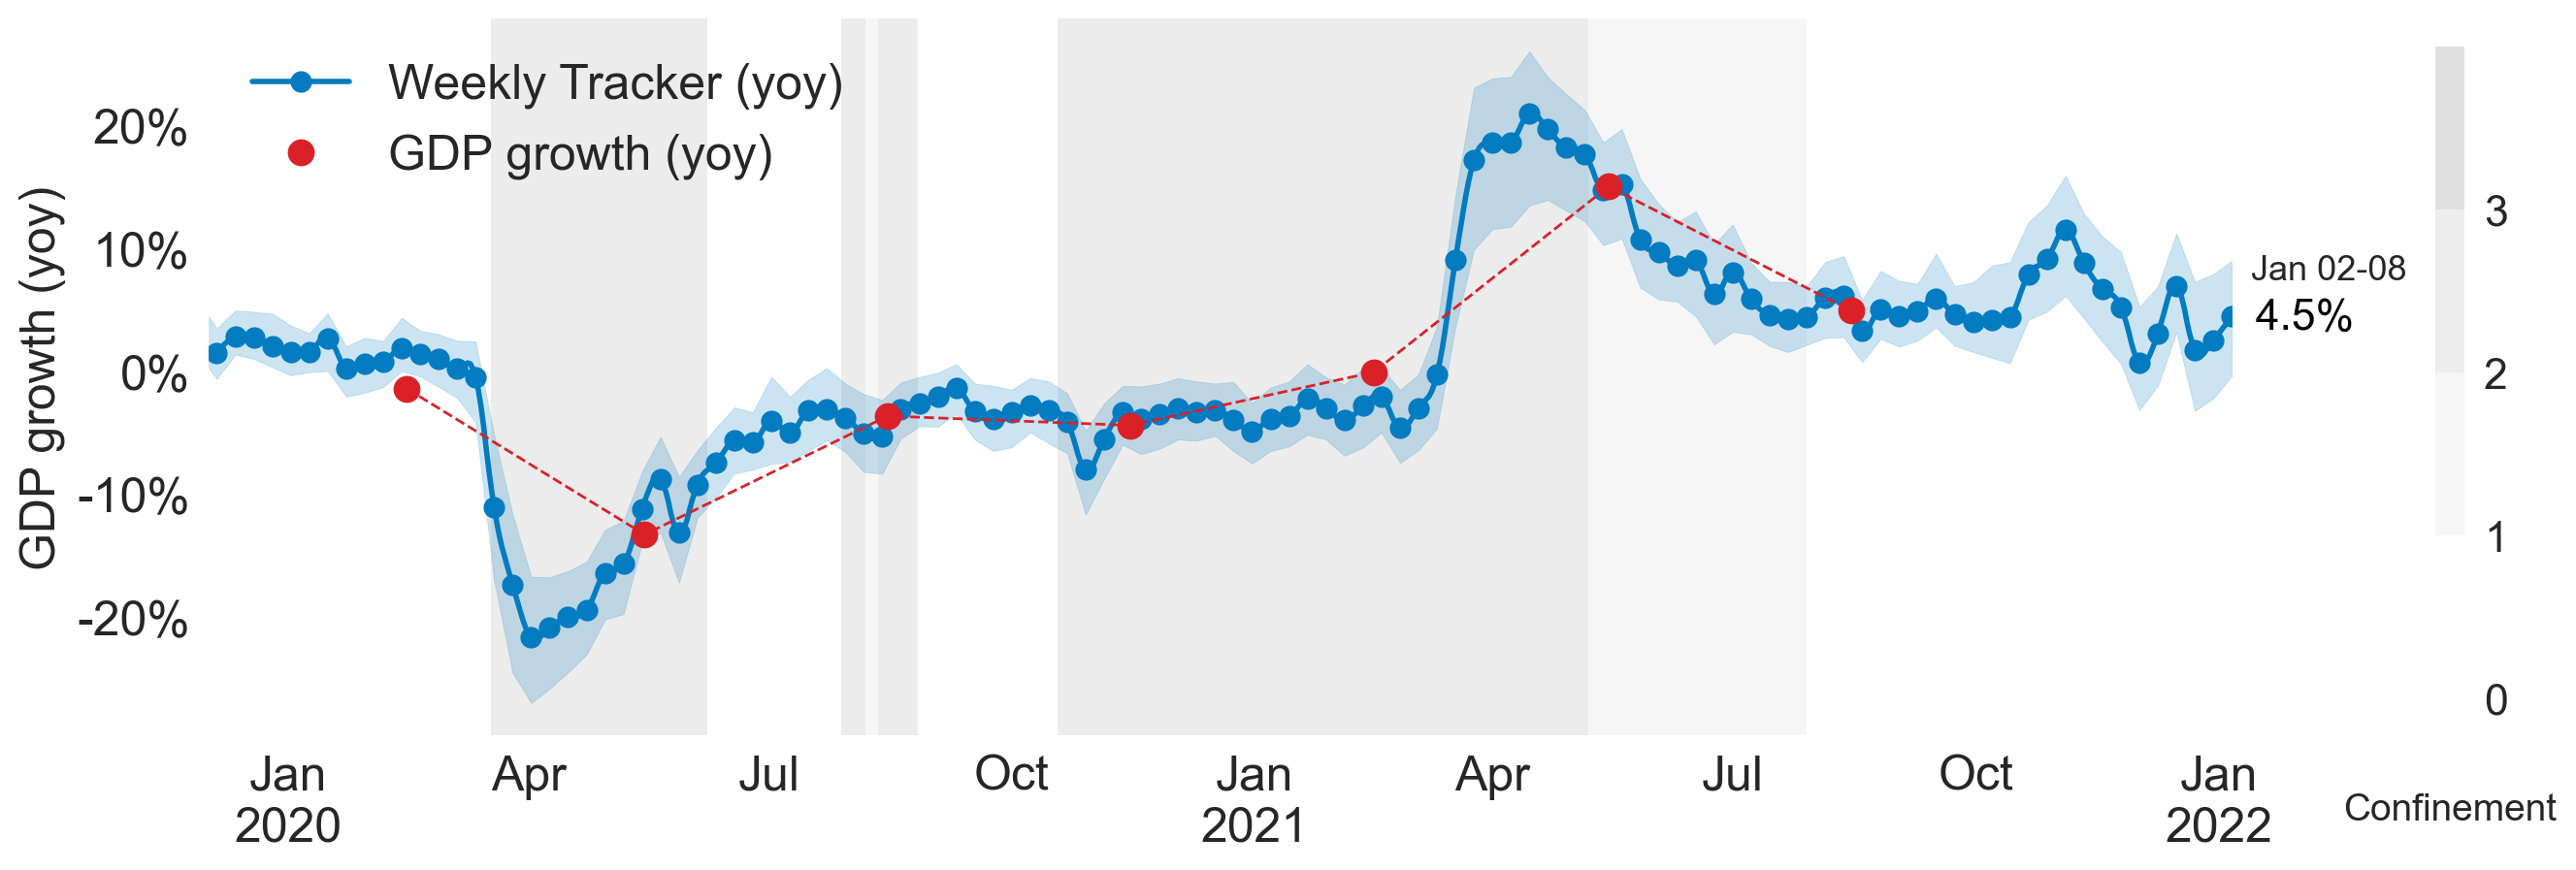 Weekly Tracker (yoy)
GDP growth (yoy)
GDP growth (yoy)
20%
10%
0%
-10%
-20%
Jan 02-08
4.5%
3
2
1
0
Jan
2020
Apr
Jul
Oct
Jan
2021
Apr
Jul
Oct
Jan
2022
Confinement